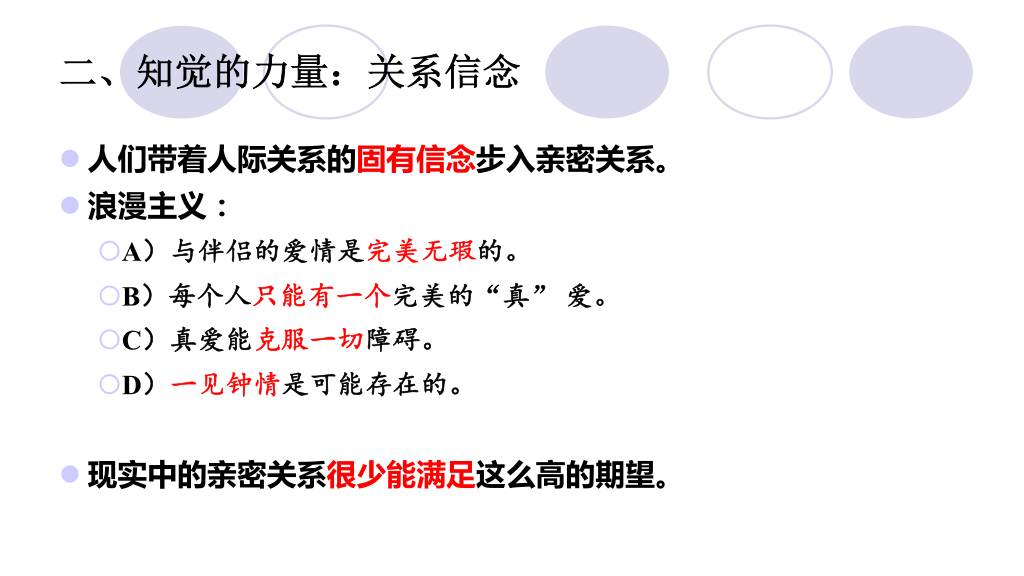 二、知觉的力量：关系信念
人们带着人际关系的固有信念步入亲密关系。
浪漫主义：
A）与伴侣的爱情是完美无瑕的。
B）每个人只能有一个完美的“真” 爱。
C）真爱能克服一切障碍。
D）一见钟情是可能存在的。
现实中的亲密关系很少能满足这么高的期望。